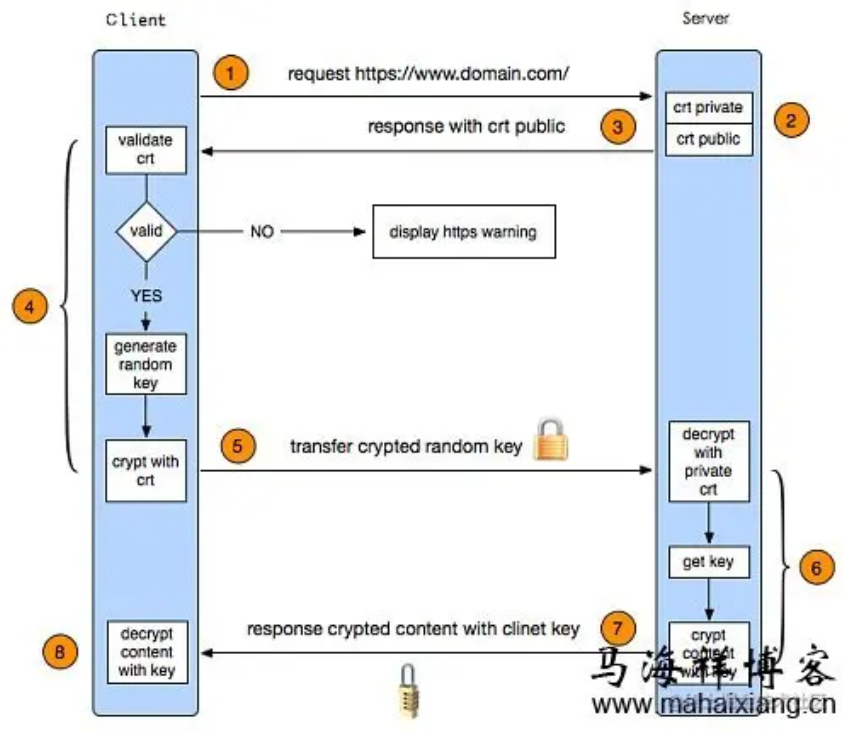 Client
Server
1
request https://www.domain.com/
crt private
2
response with crt public
3
crt public
validate
crt
valid
NO
display https warning
YES
4
generate
random
key
5
transfer crypted random key
crypt with
crt
decrypt
with
private
crt
get key
6
response crypted content with clinet key
7
8
decrypt
content
with key
crypt
content
with key
马海祥博客
www.mahaixiang.cn